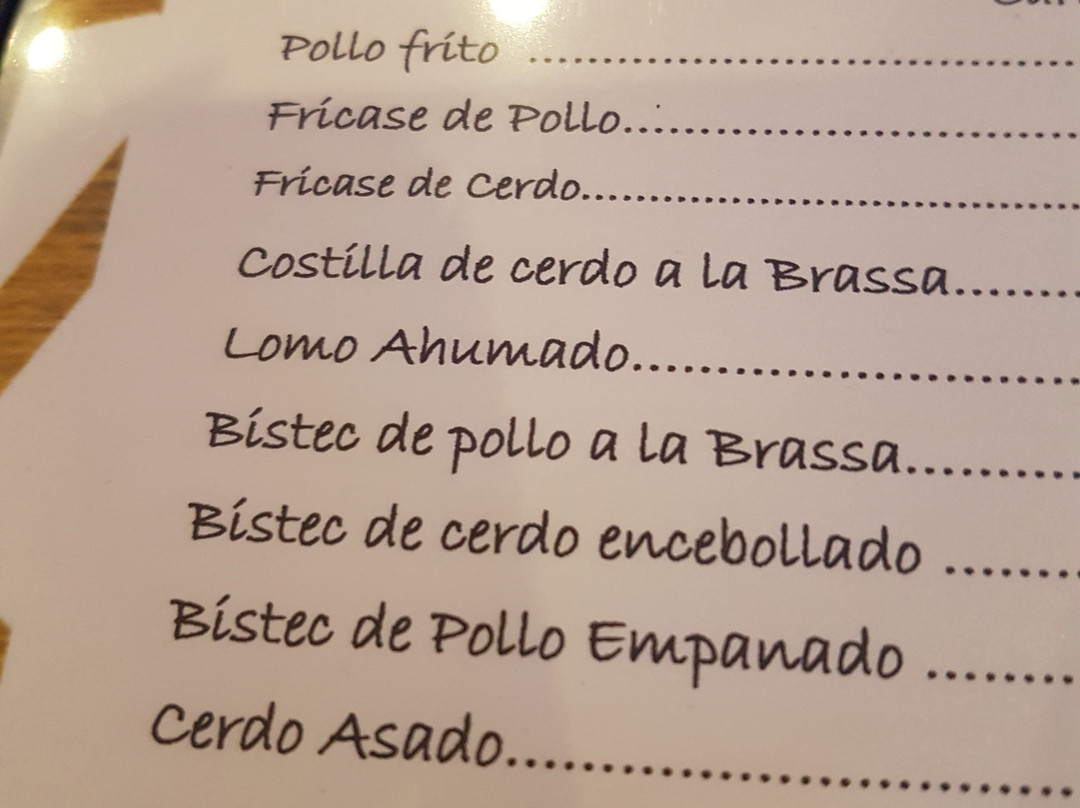 Pollo frito ..............................
Fricase de Pollo..............................
Fricase de Cerdo..............................
Costilla de cerdo a la Brassa.......
Lomo Ahumado.......................
Bistec de pollo a la Brassa..........
Bistec de cerdo encebollado .......
Bistec de Pollo Empanado ........
Cerdo Asado..............................